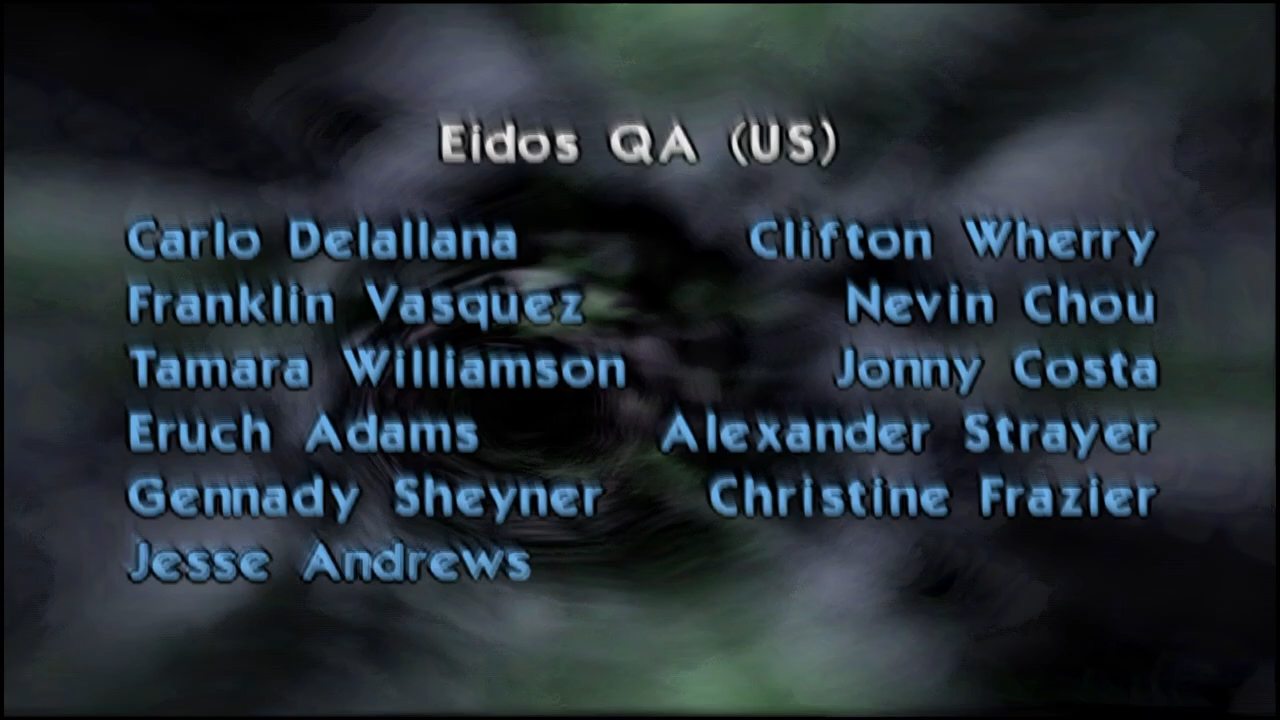 Eidos QA (US)
Carlo Delallana Clifton Wherry
Franklin Vasquez Nevin Chou
Tamara Williamson Jonny Costa
Eruch Adams Alexander Strayer
Gennady Sheyner Christine Frazier
Jesse Andrews